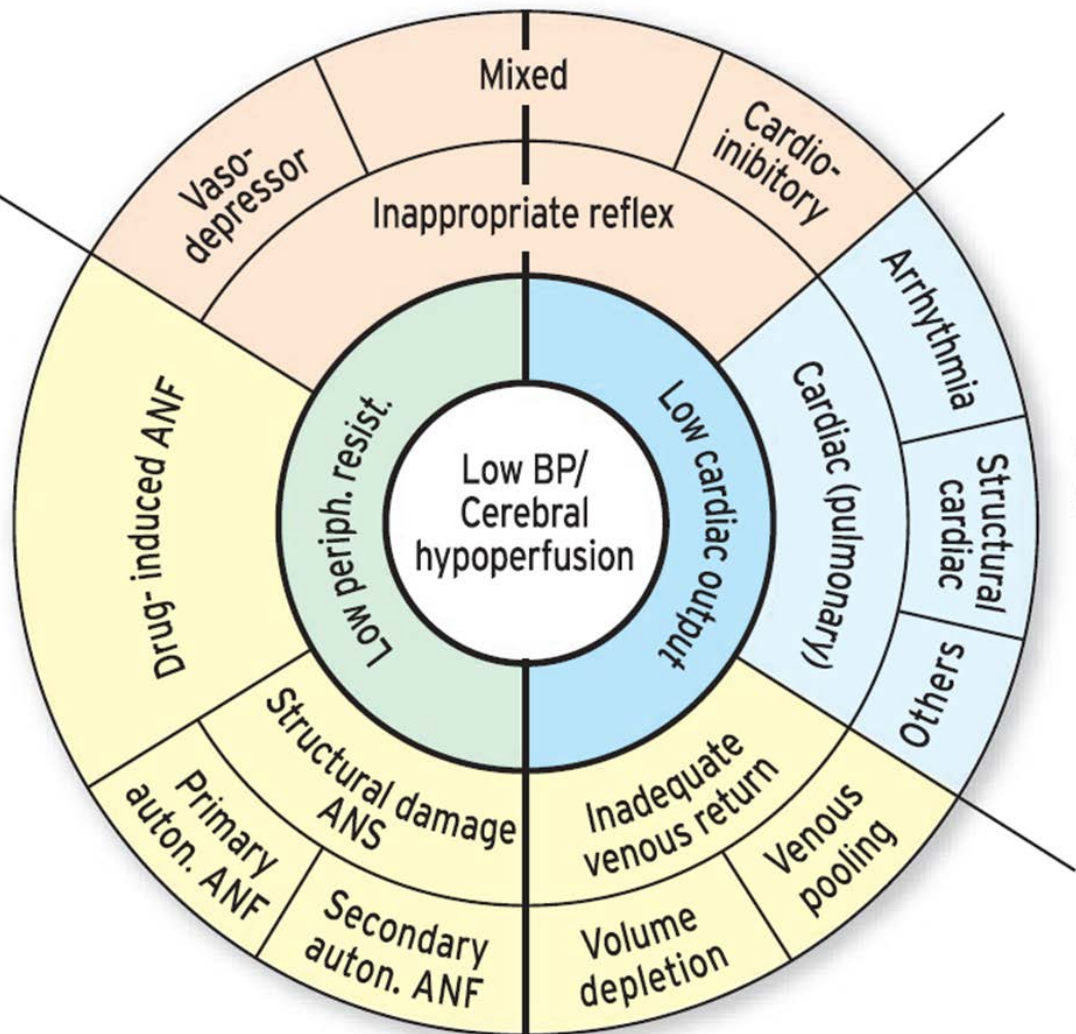 Mixed
Vaso-
depressor
Cardio-
inibitory
Inappropriate reflex
Arrhythmia
Structural
cardiac
Others
Cardiac (pulmonary)
Low periph. resist.
Low BP/
Cerebral
hypoperfusion
Low cardiac output
Drug- induced ANF
Structural damage
ANS
Primary
auton. ANF
Secondary
auton. ANF
Inadequate
venous return
Volume
depletion
Venous
pooling